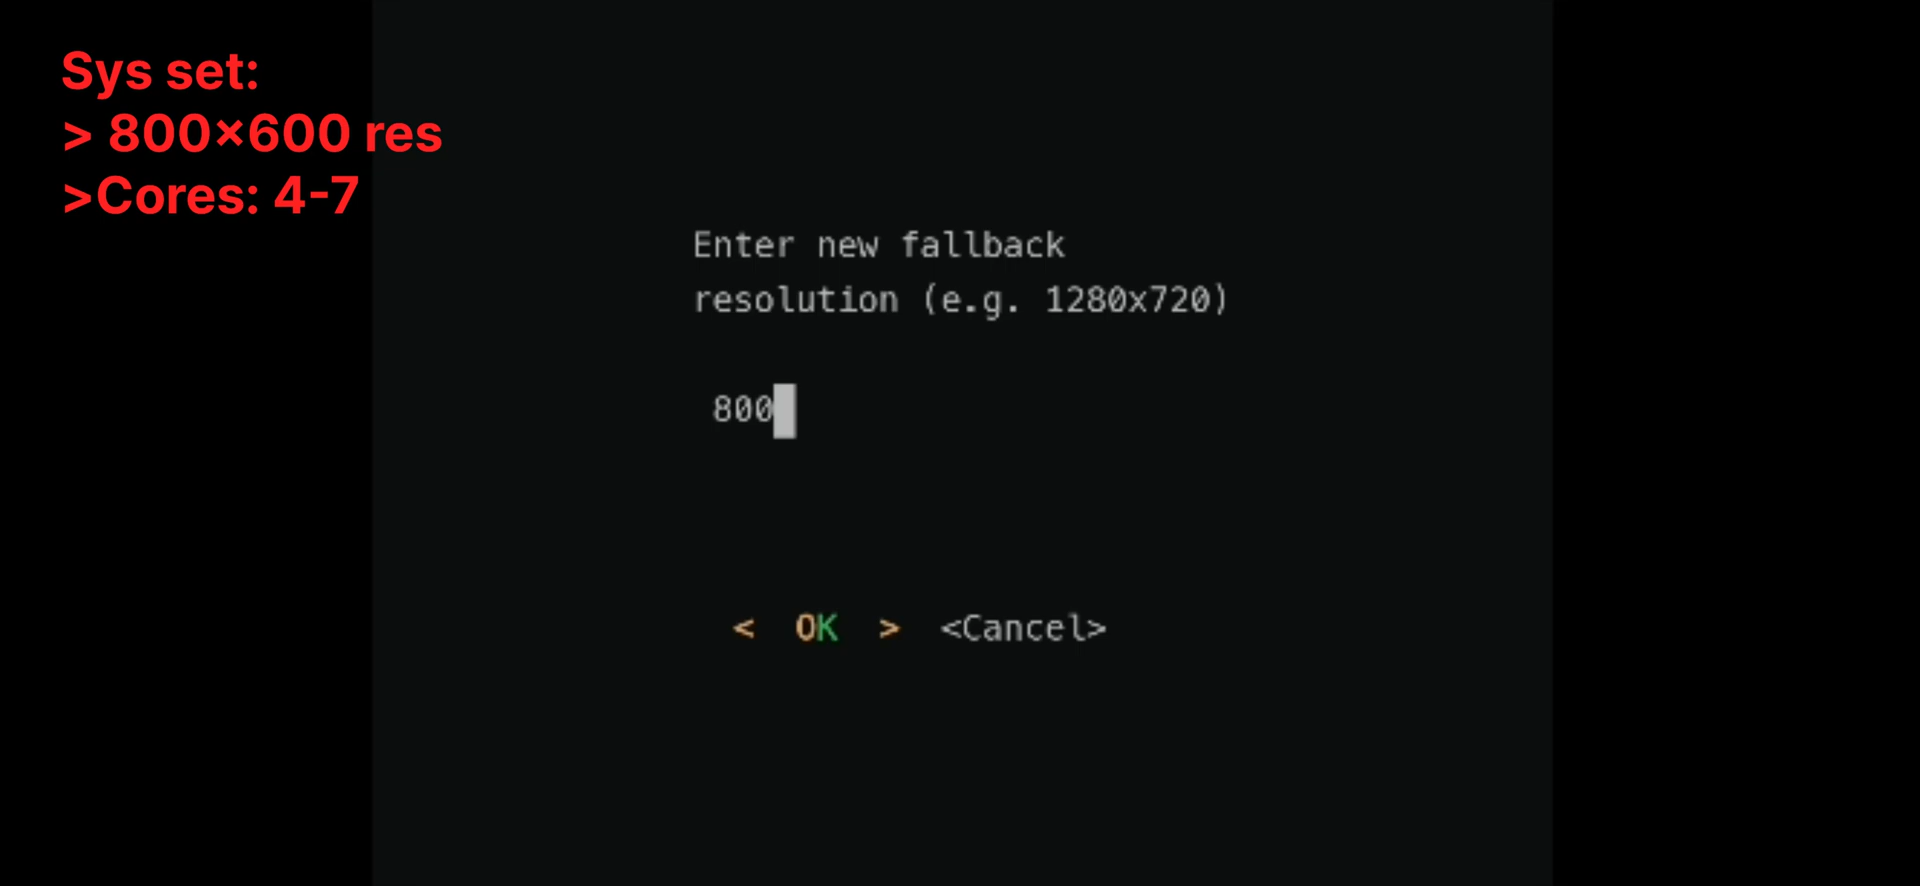 Sys set:
> 800×600 res
>Cores: 4-7
Enter new fallback
resolution (e.g. 1280x720)
800
< OK > <Cancel>